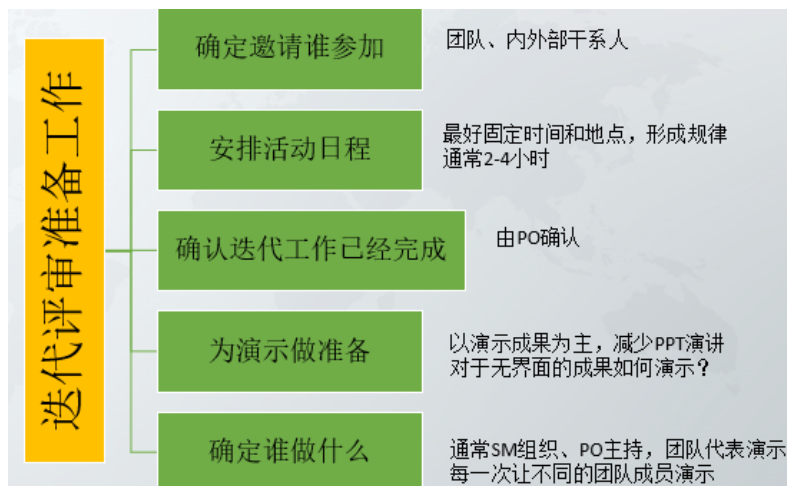 迭代评审准备工作
确定邀请谁参加
团队、内外部干系人
安排活动日程
最好固定时间和地点，形成规律
通常2-4小时
确认迭代工作已经完成
由PO确认
为演示做准备
以演示成果为主，减少PPT演讲
对于无界面的成果如何演示？
确定谁做什么
通常SM组织、PO主持，团队代表演示
每一次让不同的团队成员演示